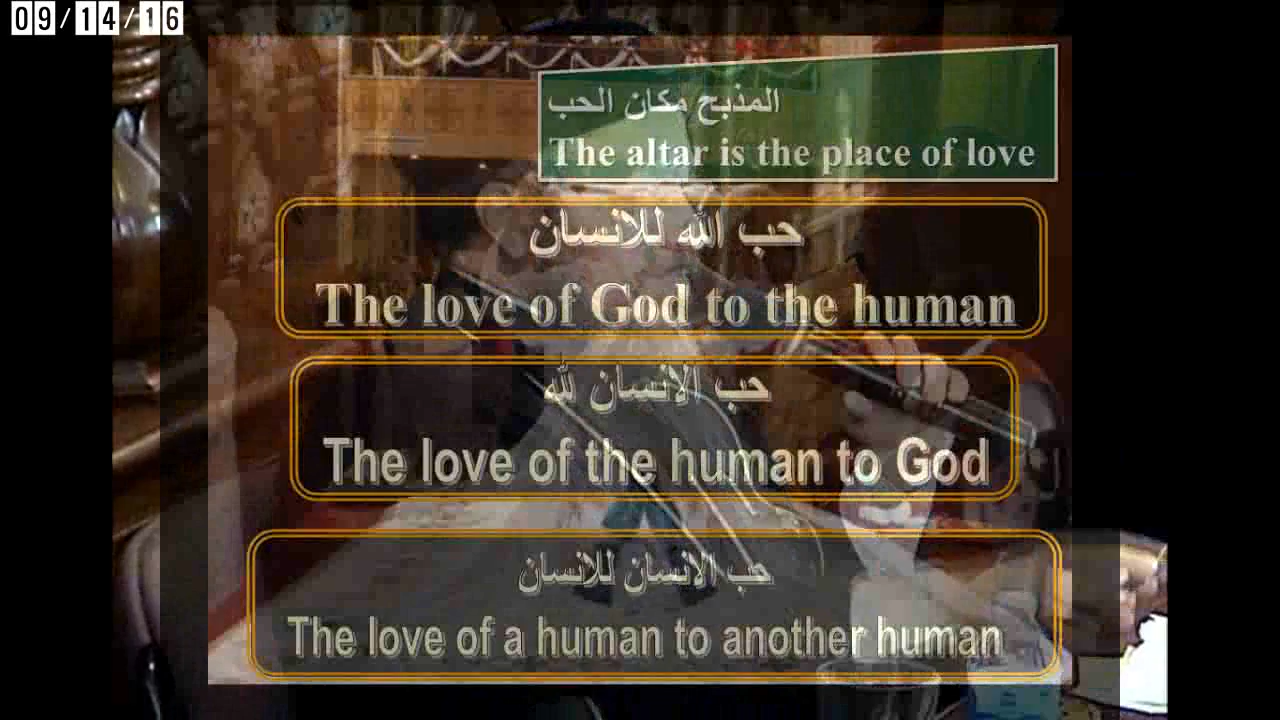 09/14/16
المذبح مكان الحب
The altar is the place of love
حب الله للانسان
The love of God to the human
حب الانسان لله
The love of the human to God
حب الانسان للانسان
The love of a human to another human